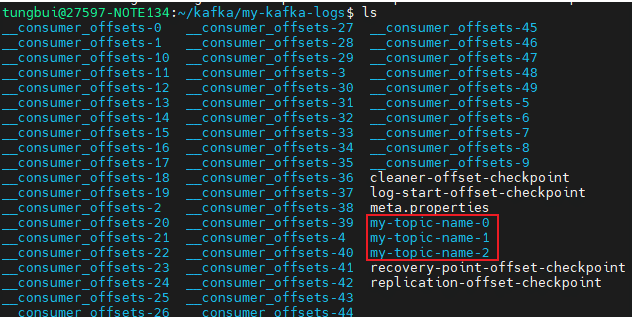 tungbui@27597-NOTE134:~/kafka/my-kafka-logs$ ls
__consumer_offsets-0 __consumer_offsets-27 __consumer_offsets-45
__consumer_offsets-1 __consumer_offsets-28 __consumer_offsets-46
__consumer_offsets-10 __consumer_offsets-29 __consumer_offsets-47
__consumer_offsets-11 __consumer_offsets-3 __consumer_offsets-48
__consumer_offsets-12 __consumer_offsets-30 __consumer_offsets-49
__consumer_offsets-13 __consumer_offsets-31 __consumer_offsets-5
__consumer_offsets-14 __consumer_offsets-32 __consumer_offsets-6
__consumer_offsets-15 __consumer_offsets-33 __consumer_offsets-7
__consumer_offsets-16 __consumer_offsets-34 __consumer_offsets-8
__consumer_offsets-17 __consumer_offsets-35 __consumer_offsets-9
__consumer_offsets-18 __consumer_offsets-36 cleaner-offset-checkpoint
__consumer_offsets-19 __consumer_offsets-37 log-start-offset-checkpoint
__consumer_offsets-2 __consumer_offsets-38 meta.properties
__consumer_offsets-20 __consumer_offsets-39 my-topic-name-0
__consumer_offsets-21 __consumer_offsets-4 my-topic-name-1
__consumer_offsets-22 __consumer_offsets-40 my-topic-name-2
__consumer_offsets-23 __consumer_offsets-41 recovery-point-offset-checkpoint
__consumer_offsets-24 __consumer_offsets-42 replication-offset-checkpoint
__consumer_offsets-25 __consumer_offsets-43
__consumer_offsets-26 __consumer_offsets-44